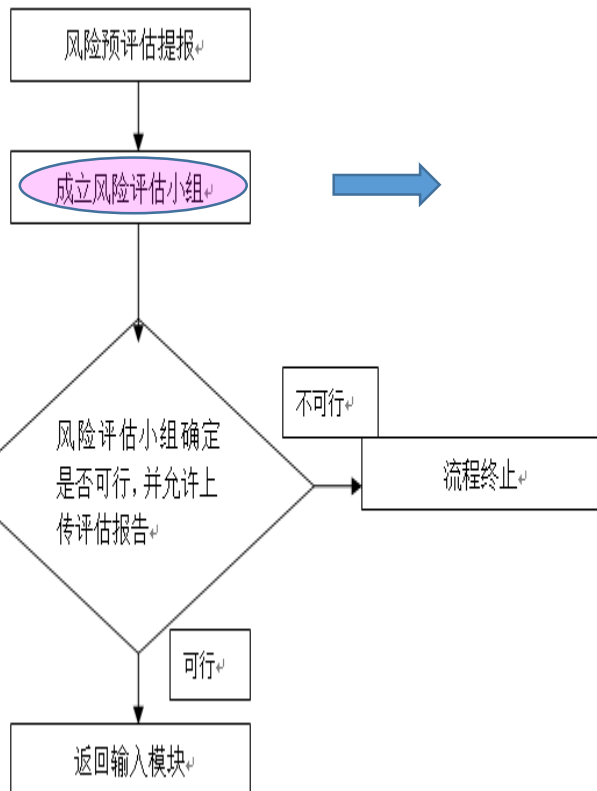 风险预评估提报
成立风险评估小组
不可行
风险评估小组确定
是否可行,并允许上
传评估报告
流程终止
可行
返回输入模块